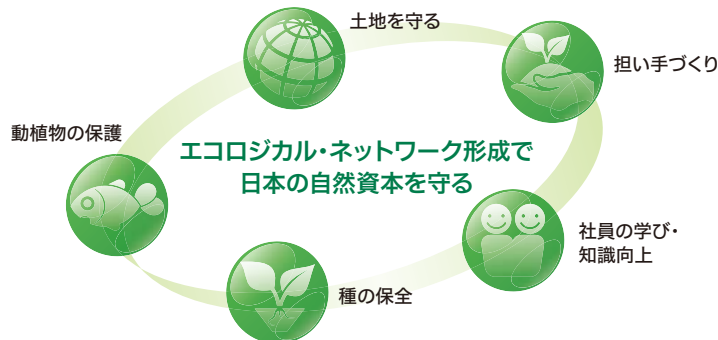 土地を守る
担い手づくり
動植物の保護
エコロジカル・ネットワーク形成で
日本の自然資本を守る
社員の学び・
知識向上
種の保全